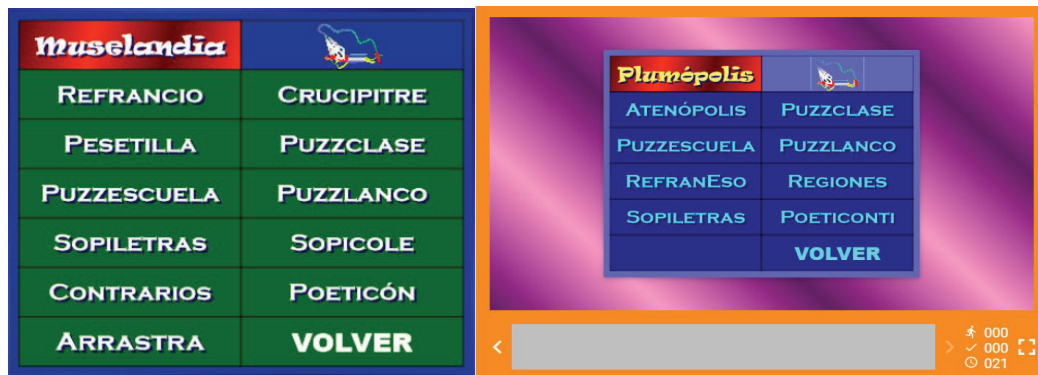 Muselandia
REFRANCIO CRUCIPITRE
PESETILLA PUZZCLASE
PUZZESCUELA PUZZLANCO
SOPILETRAS SOPICOLE
CONTRARIOS POETICÓN
ARRASTRA VOLVER
Plumópolis
ATENÓPOLIS PUZZCLASE
PUZZESCUELA PUZZLANCO
REFRANESO REGIONES
SOPILETRAS POETICONTI
VOLVER
000
000
021